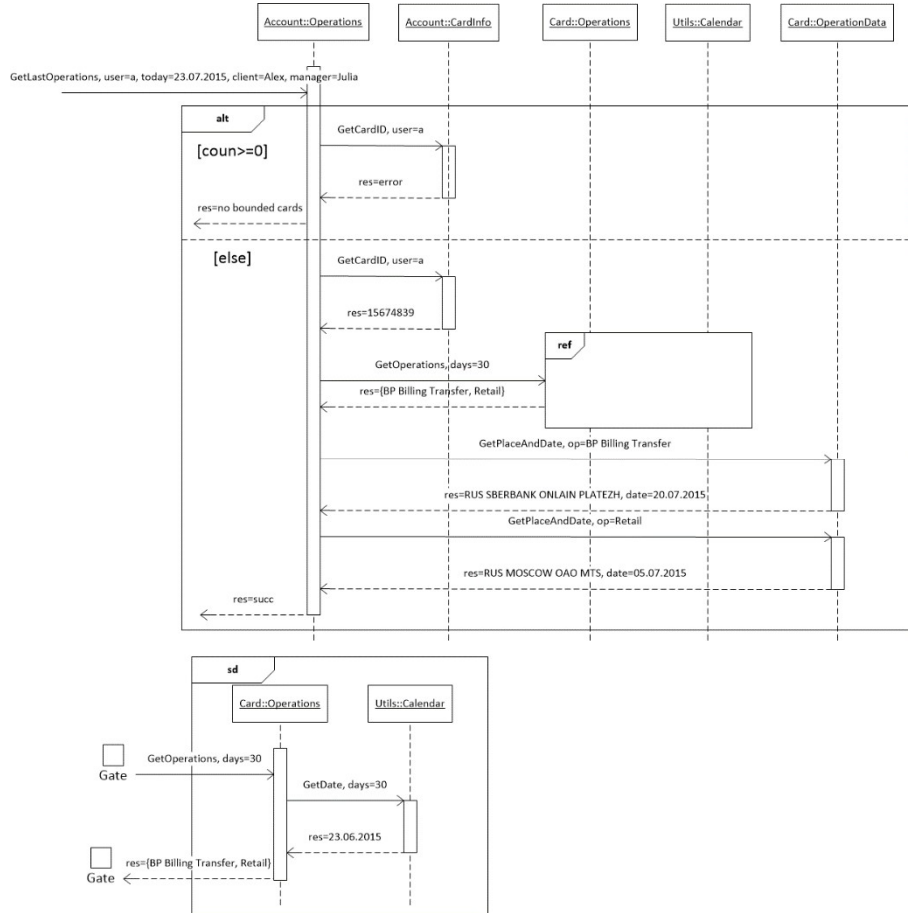 Account::Operations
Account::CardInfo
Card::Operations
Utils::Calendar
Card::OperationData
GetLastOperations, user=a, today=23.07.2015, client=Alex, manager=Julia
alt
[coun>=0]
GetCardID, user=a
res=error
res=no bounded cards
[else]
GetCardID, user=a
res=15674839
ref
GetOperations, days=30
res={BP Billing Transfer, Retail}
GetPlaceAndDate, op=BP Billing Transfer
res=RUS SBERBANK ONLAIN PLATEZH, date=20.07.2015
GetPlaceAndDate, op=Retail
res=RUS MOSCOW OAO MTS, date=05.07.2015
res=succ
sd
Card::Operations
Utils::Calendar
GetOperations, days=30
Gate
GetDate, days=30
res=23.06.2015
res={BP Billing Transfer, Retail}
Gate